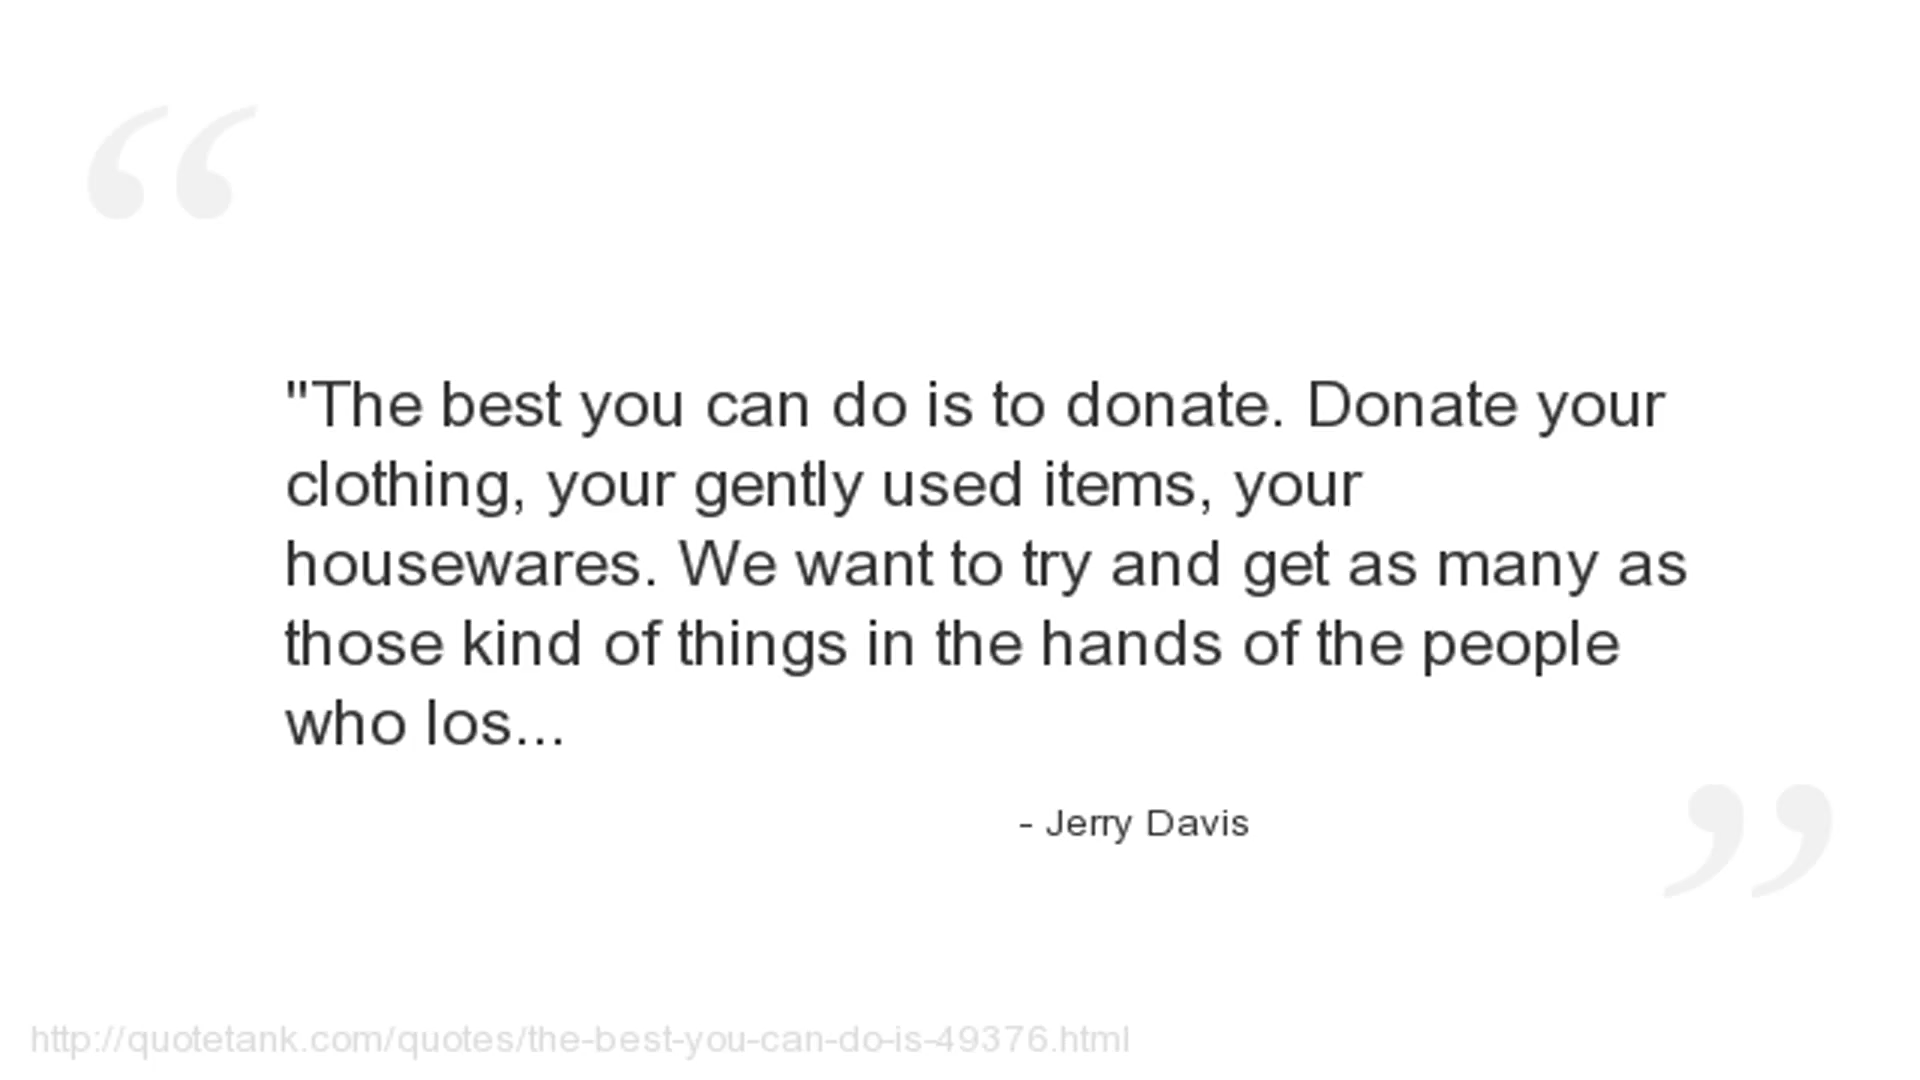 "The best you can do is to donate. Donate your
clothing, your gently used items, your
housewares. We want to try and get as many as
those kind of things in the hands of the people
who los...
- Jerry Davis
http://quotetank.com/quotes/the-best-you-can-do-is-49376.html